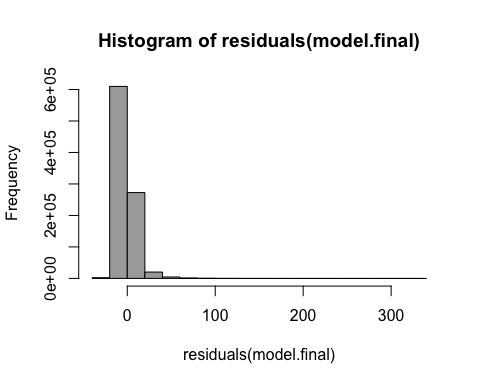 Histogram of residuals(model.final)
Frequency
6e+05
4e+05
2e+05
0e+00
0 100 200 300
residuals(model.final)